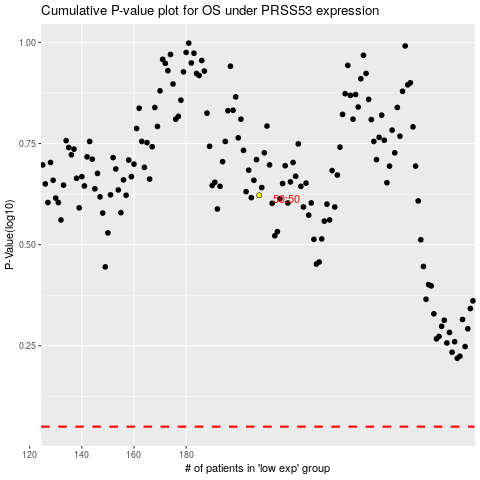 Cumulative P-value plot for OS under PRSS53 expression
P-Value(log10)
1.00
0.75
0.50
0.25
50:50
120 140 160 180
# of patients in 'low exp' group